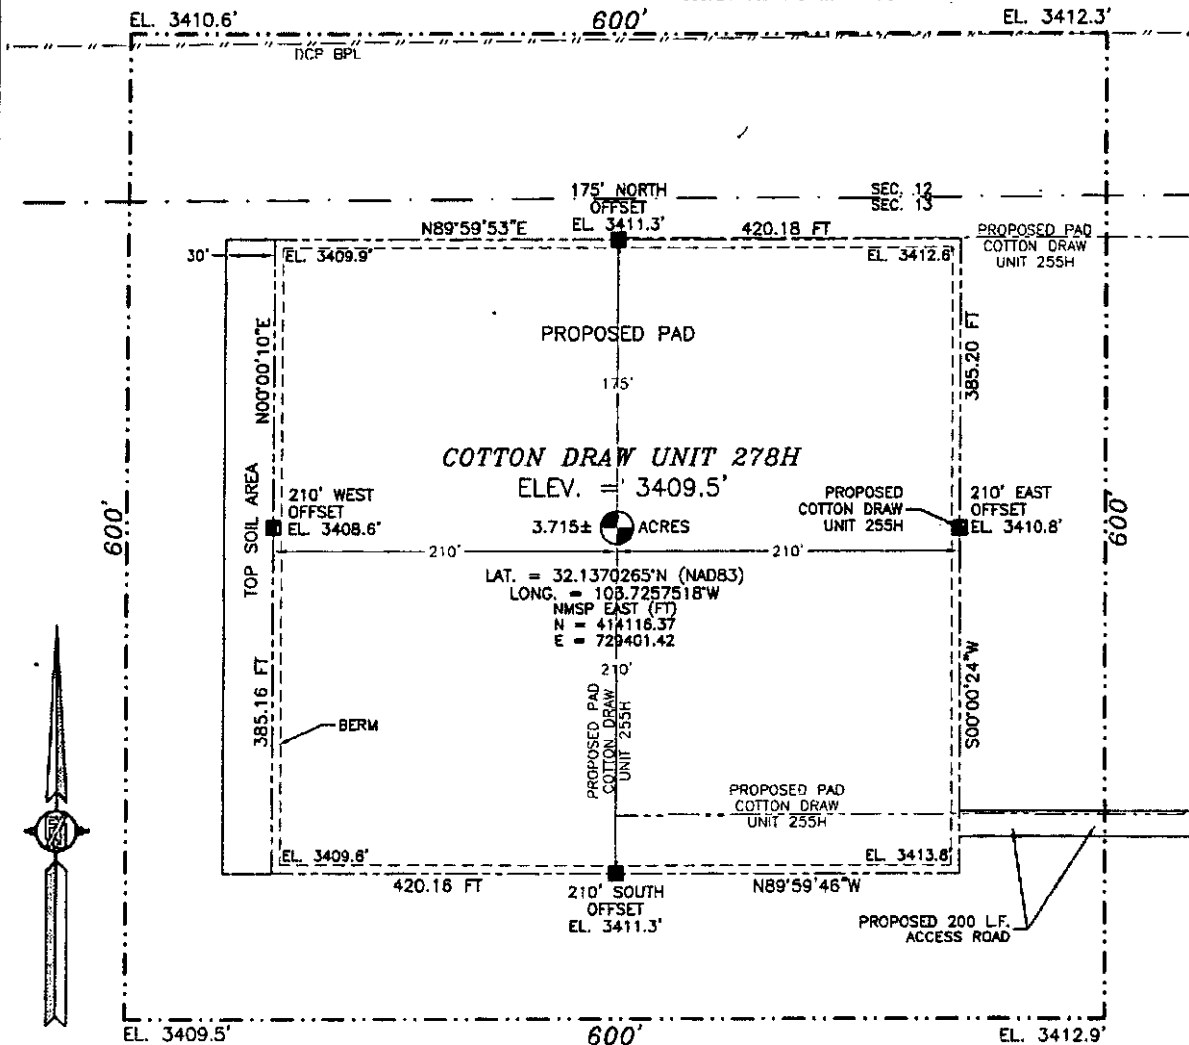 EL. 3410.6'
600'
EL. 3412.3'
DCP BPL
175' NORTH
OFFSET
EL. 3411.3'
SEC. 12
SEC. 13
N89°59'53"E
420.18 FT
PROPOSED PAD
COTTON DRAW
UNIT 255H
30'
EL. 3409.9'
EL. 3412.6'
PROPOSED PAD
N00°00'10"E
385.20 FT
175'
COTTON DRAW UNIT 278H
ELEV. = 3409.5'
TOP SOIL AREA
210' WEST
OFFSET
EL. 3408.6'
PROPOSED
COTTON DRAW
UNIT 255H
210' EAST
OFFSET
EL. 3410.8'
600'
3.715± ACRES
600'
210'
210'
LAT. = 32.1370265°N (NAD83)
LONG. = 103.7257518°W
NMSP EAST (FT)
N = 414116.37
E = 729401.42
210'
385.16 FT
BERM
PROPOSED PAD
COTTON DRAW
UNIT 255H
S00°00'24"W
PROPOSED PAD
COTTON DRAW
UNIT 255H
EL. 3409.6'
EL. 3413.8'
420.16 FT
N89°59'46"W
210' SOUTH
OFFSET
EL. 3411.3'
PROPOSED 200 L.F.
ACCESS ROAD
EL. 3409.5'
600'
EL. 3412.9'